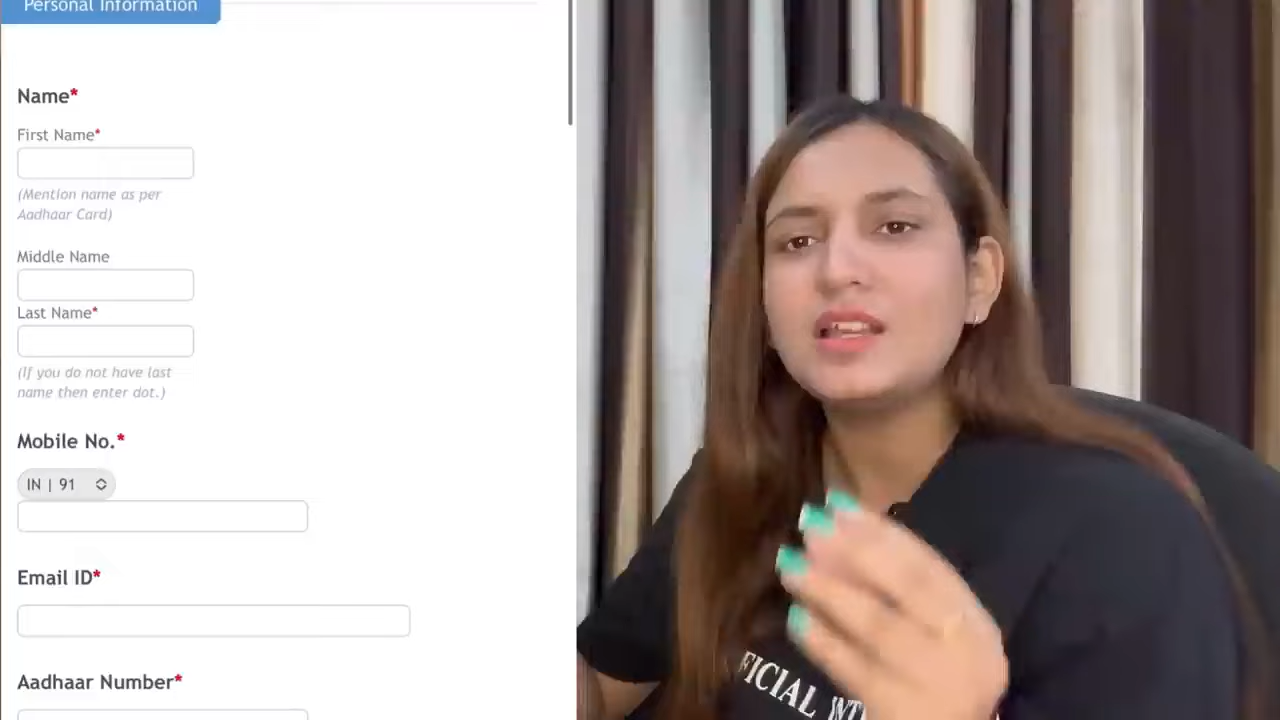 Personal Information
Name*
First Name*
(Mention name as per
Aadhaar Card)
Middle Name
Last Name*
(If you do not have last
name then enter dot.)
Mobile No.*
IN | 91
Email ID*
Aadhaar Number*
FICIAL